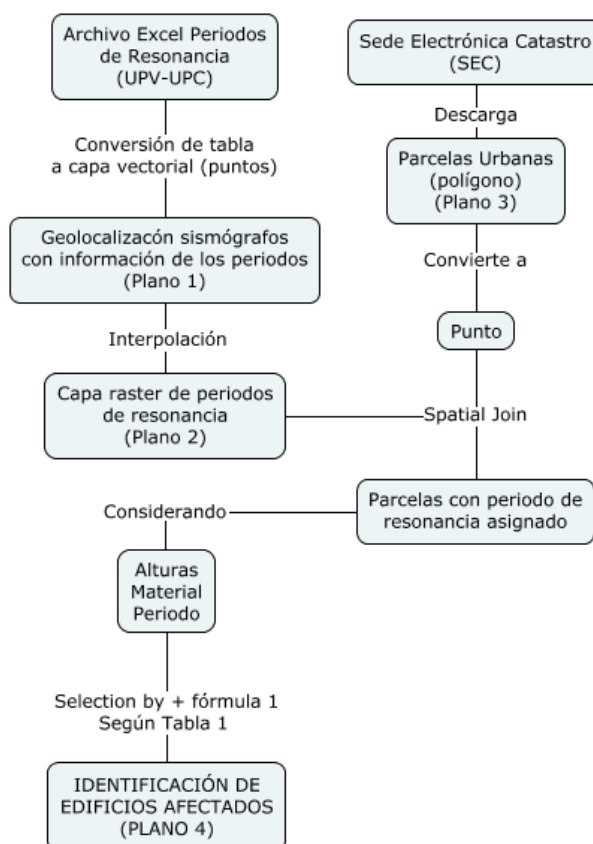 Archivo Excel Periodos
de Resonancia
(UPV-UPC)
Conversión de tabla
a capa vectorial (puntos)
Geolocalizacón sismógrafos
con información de los periodos
(Plano 1)
Interpolación
Capa raster de periodos
de resonancia
(Plano 2)
Sede Electrónica Catastro
(SEC)
Descarga
Parcelas Urbanas
(polígono)
(Plano 3)
Convierte a
Punto
Spatial Join
Parcelas con periodo de
resonancia asignado
Considerando
Alturas
Material
Periodo
Selection by + fórmula 1
Según Tabla 1
IDENTIFICACIÓN DE
EDIFICIOS AFECTADOS
(PLANO 4)